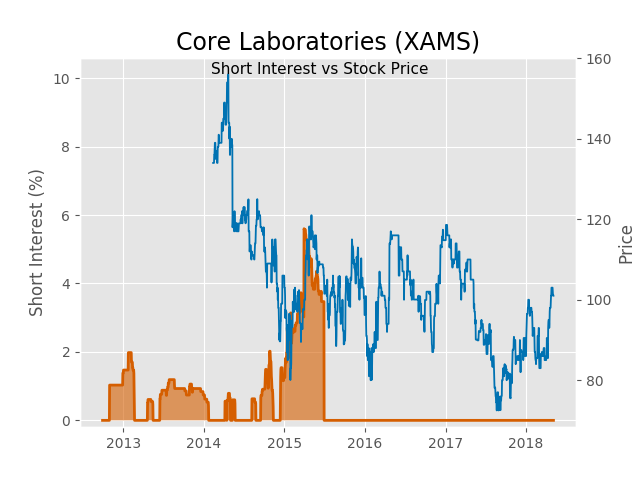 Core Laboratories (XAMS)
Short Interest vs Stock Price
Short Interest (%)
10
8
6
4
2
0
160
140
120
100
80
Price
2013 2014 2015 2016 2017 2018